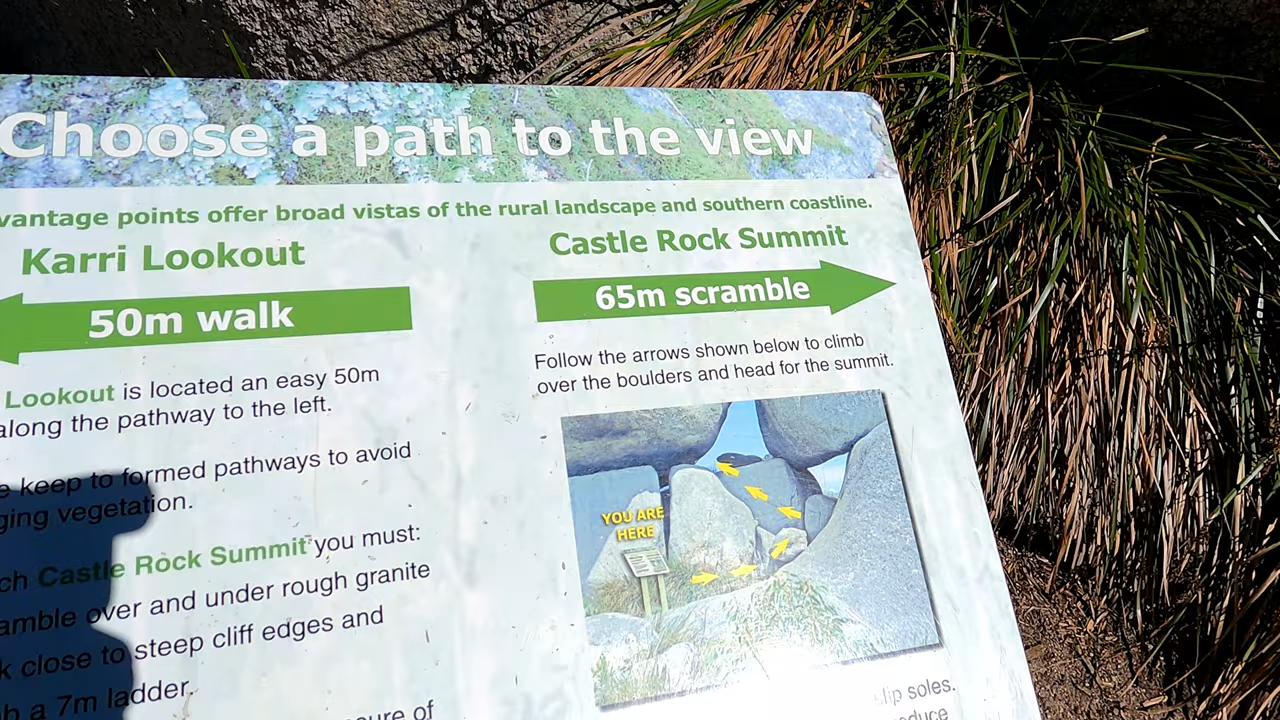 Choose a path to the view
vantage points offer broad vistas of the rural landscape and southern coastline.
Karri Lookout
50m walk
Lookout is located an easy 50m
along the pathway to the left.
keep to formed pathways to avoid
vegetation.
Castle Rock Summit you must:
over and under rough granite
close to steep cliff edges and
a 7m ladder.
of
Castle Rock Summit
65m scramble
Follow the arrows shown below to climb
over the boulders and head for the summit.
YOU ARE
HERE
soles.